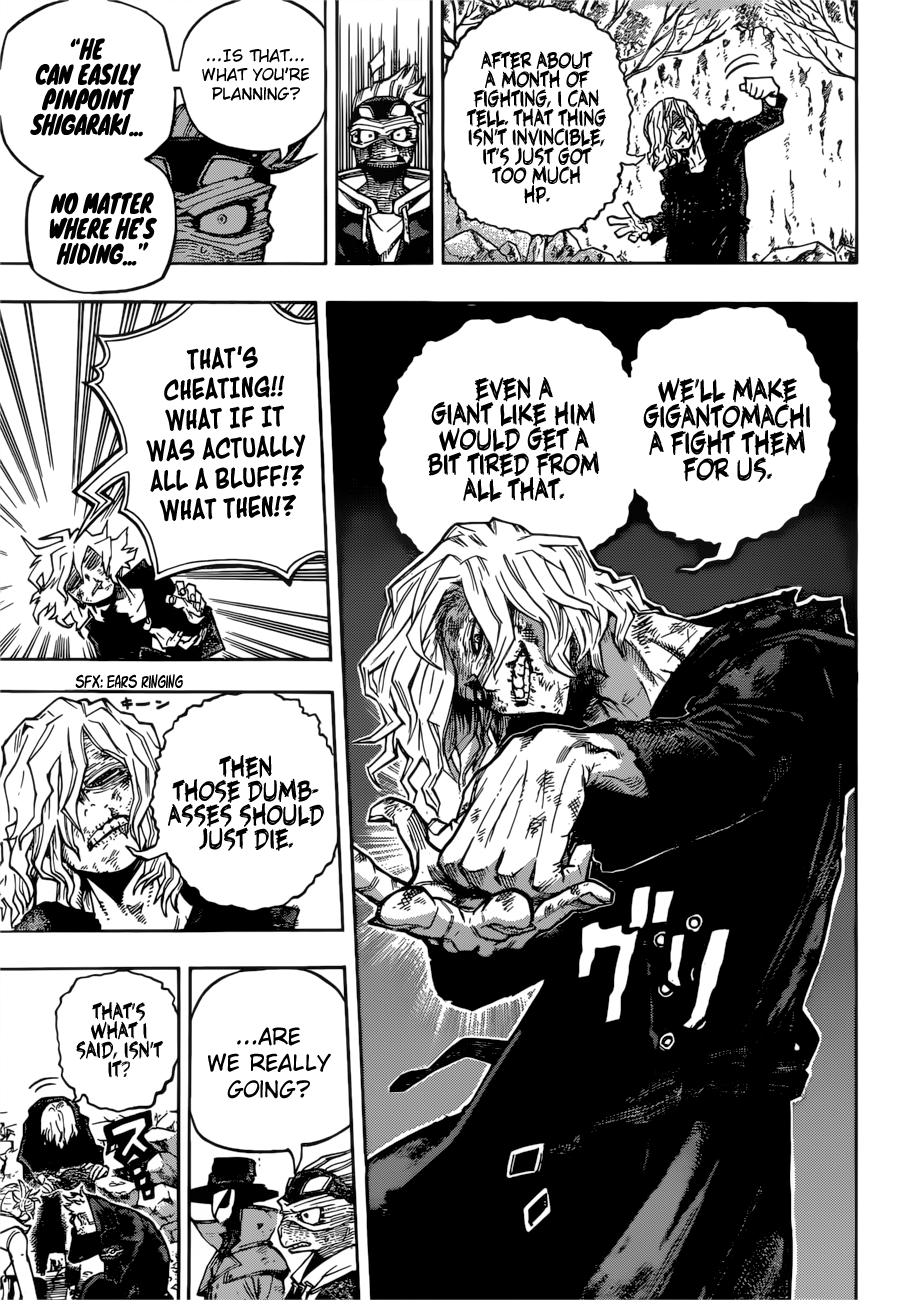 AFTER ABOUT
A MONTH OF
FIGHTING, I CAN
TELL. THAT THING
ISN'T INVINCIBLE,
IT'S JUST GOT
TOO MUCH
HP.
...IS THAT...
WHAT YOU'RE
PLANNING?
"HE
CAN EASILY
PINPOINT
SHIGARAKI...
NO MATTER
WHERE HE'S
HIDING..."
WE'LL MAKE
GIGANTOMACHI
A FIGHT THEM
FOR US.
EVEN A
GIANT LIKE HIM
WOULD GET A
BIT TIRED FROM
ALL THAT.
グリ
THAT'S
CHEATING!!
WHAT IF IT
WAS ACTUALLY
ALL A BLUFF!?
WHAT THEN!?
SFX: EARS RINGING
キーン
THEN
THOSE DUMB-
ASSES SHOULD
JUST DIE.
...ARE
WE REALLY
GOING?
THAT'S
WHAT I
SAID, ISN'T
IT?
ス...